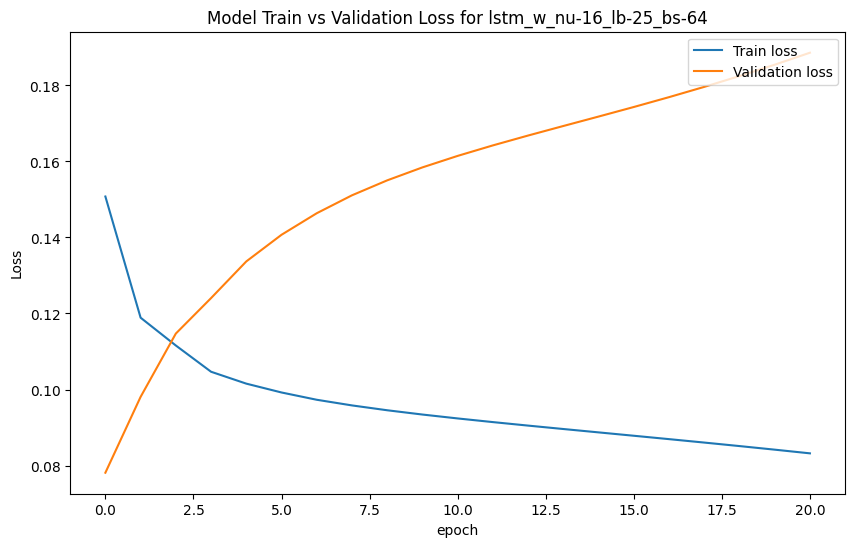 Model Train vs Validation Loss for lstm_w_nu-16_lb-25_bs-64
Train loss
Validation loss
0.18
0.16
0.14
0.12
0.10
0.08
Loss
0.0 2.5 5.0 7.5 10.0 12.5 15.0 17.5 20.0
epoch